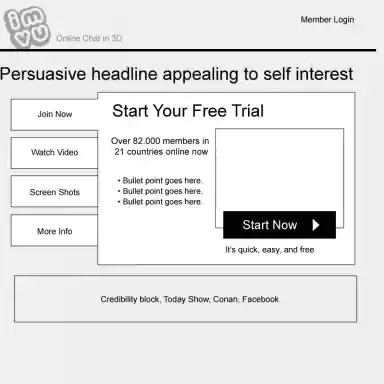 imvu
Member Login
Online Chat in 3D
Persuasive headline appealing to self interest
Join Now
Watch Video
Screen Shots
More Info
Start Your Free Trial
Over 82.000 members in
21 countries online now
• Bullet point goes here.
• Bullet point goes here.
• Bullet point goes here.
Start Now
It's quick, easy, and free
Credibility block, Today Show, Conan, Facebook